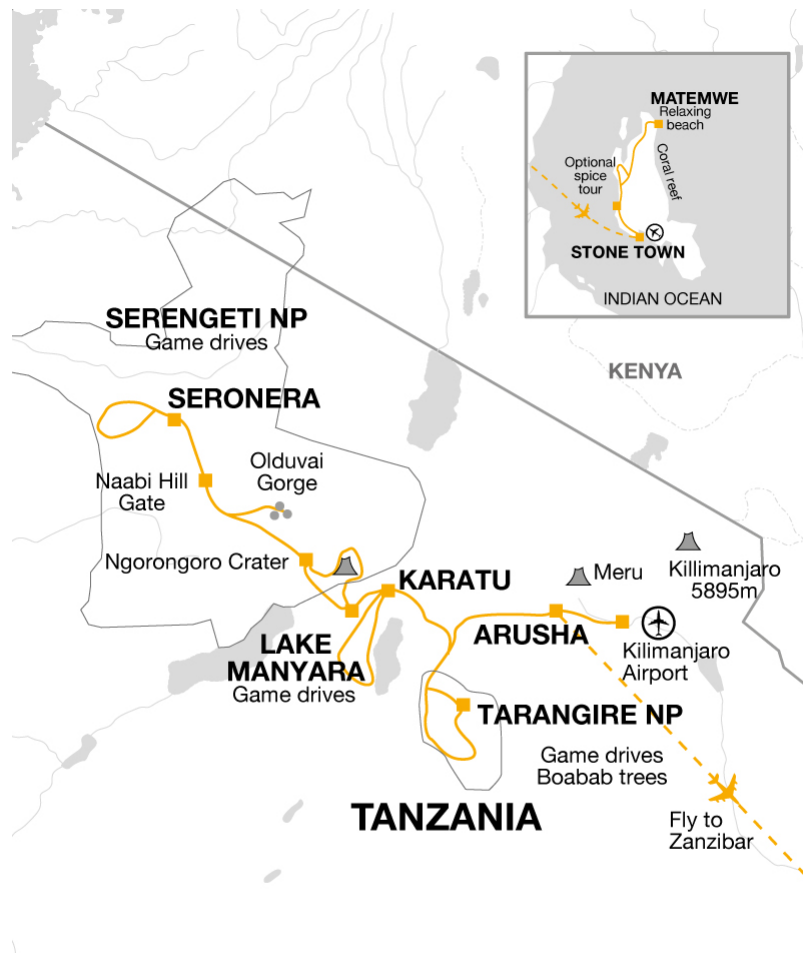 MATEMWE
Relaxing
beach
Optional
spice
tour
Coral reef
STONE TOWN
INDIAN OCEAN
SERENGETI NP
Game drives
KENYA
SERONERA
Naabi Hill
Gate
Olduvai
Gorge
Ngorongoro Crater
KARATU
Meru
Killimanjaro
5895m
LAKE
MANYARA
Game drives
ARUSHA
Kilimanjaro
Airport
TARANGIRE NP
Game drives
Boabab trees
TANZANIA
Fly to
Zanzibar